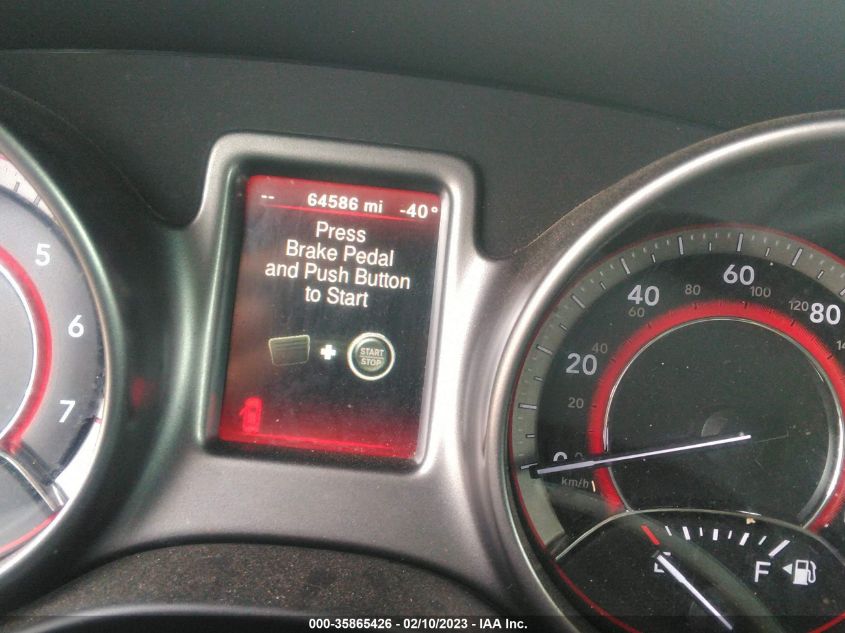 -- 64586 mi -40°
Press
Brake Pedal
and Push Button
to Start
START
STOP
5
6
7
0
20
40
60
80
20
40
60
80
100
120
km/h
E
F
000-35865426 - 02/10/2023 - IAA Inc.